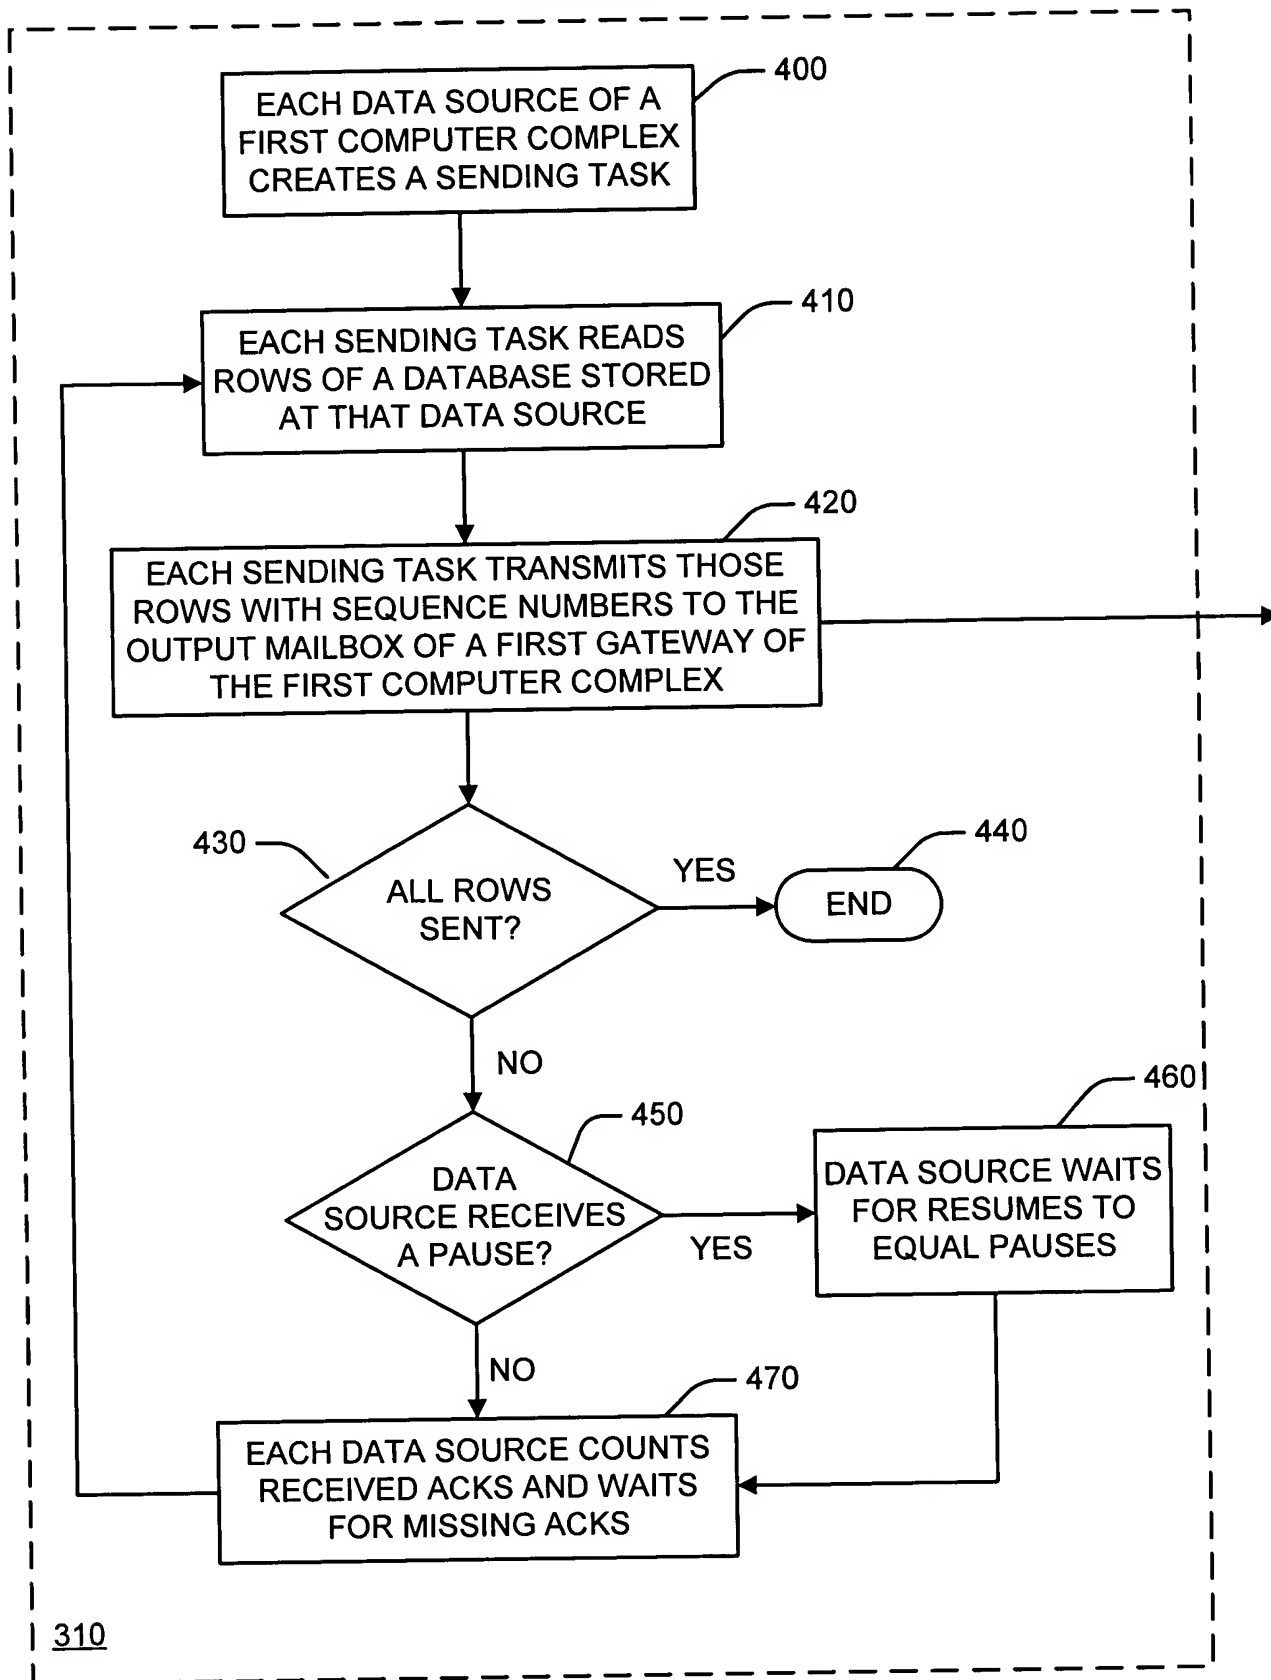 400
EACH DATA SOURCE OF A
FIRST COMPUTER COMPLEX
CREATES A SENDING TASK
410
EACH SENDING TASK READS
ROWS OF A DATABASE STORED
AT THAT DATA SOURCE
420
EACH SENDING TASK TRANSMITS THOSE
ROWS WITH SEQUENCE NUMBERS TO THE
OUTPUT MAILBOX OF A FIRST GATEWAY OF
THE FIRST COMPUTER COMPLEX
430
ALL ROWS
SENT?
YES
440
END
NO
450
DATA
SOURCE RECEIVES
A PAUSE?
YES
460
DATA SOURCE WAITS
FOR RESUMES TO
EQUAL PAUSES
NO
470
EACH DATA SOURCE COUNTS
RECEIVED ACKS AND WAITS
FOR MISSING ACKS
310